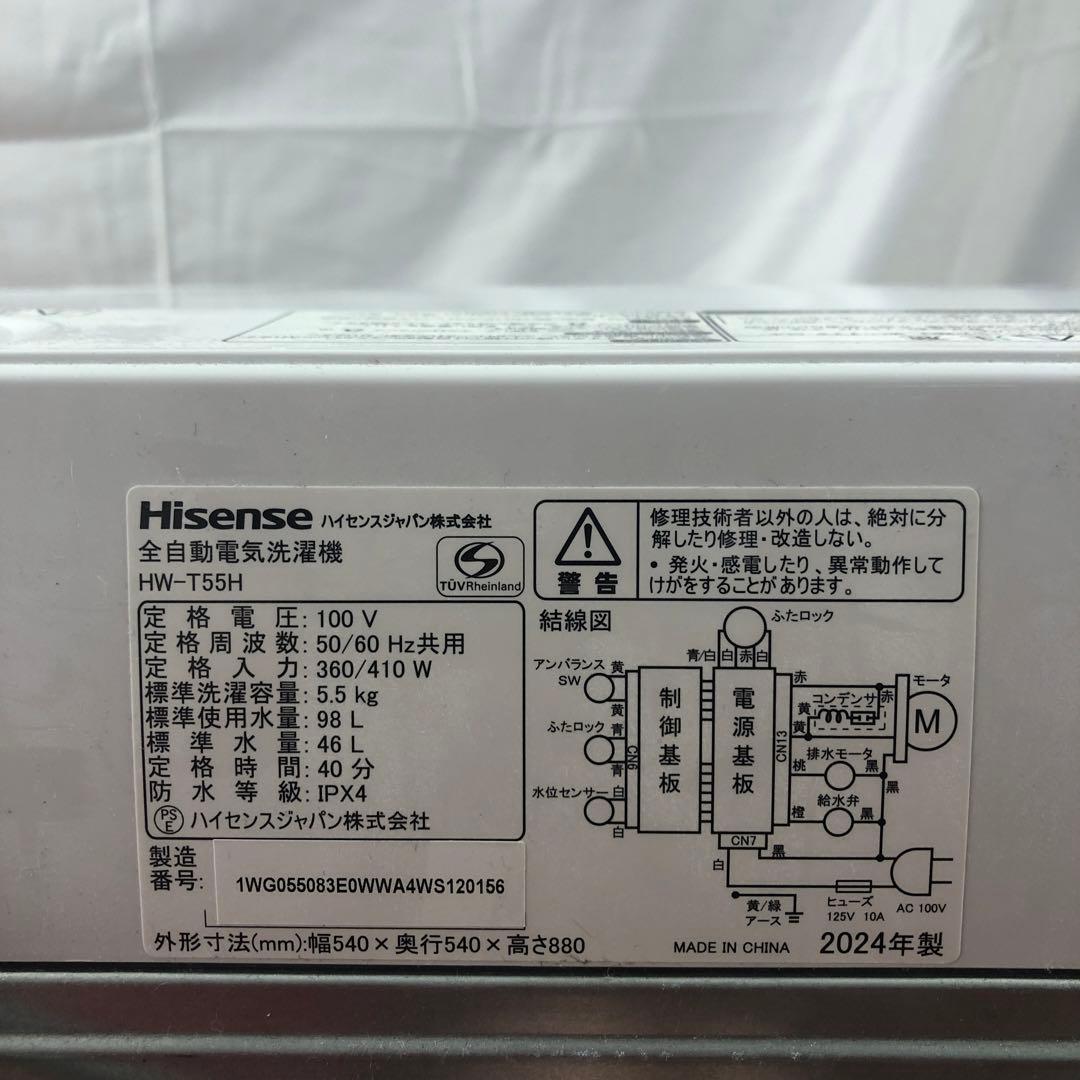 Hisense ハイセンスジャパン株式会社
全自動電気洗濯機
HW-T55H
TÜVRheinland
定格電圧: 100 V
定格周波数: 50/60 Hz共用
定格入力: 360/410 W
標準洗濯容量: 5.5 kg
標準使用水量: 98 L
標準水量: 46 L
定格時間: 40 分
防水等級: IPX4
PSE ハイセンスジャパン株式会社
製造
番号: 1WG055083E0WWA4WS120156
外形寸法(mm):幅540×奥行540×高さ880
警告
修理技術者以外の人は、絶対に分
解したり修理・改造しない。
• 発火・感電したり、異常動作して
けがをすることがあります。
結線図
ふたロック
青/白 白 赤 白
アンバランス
SW
黄
黄
ふたロック
青
青
水位センサー
白
白
CN6
制御基板
電源基板
CN13
CN7
赤
コンデンサ
赤
黄
黄
モータ
M
排水モータ
桃
黒
黒
給水弁
橙
黒
白
黒
ヒューズ
125V 10A
AC 100V
黄/緑
アース
MADE IN CHINA
2024年製